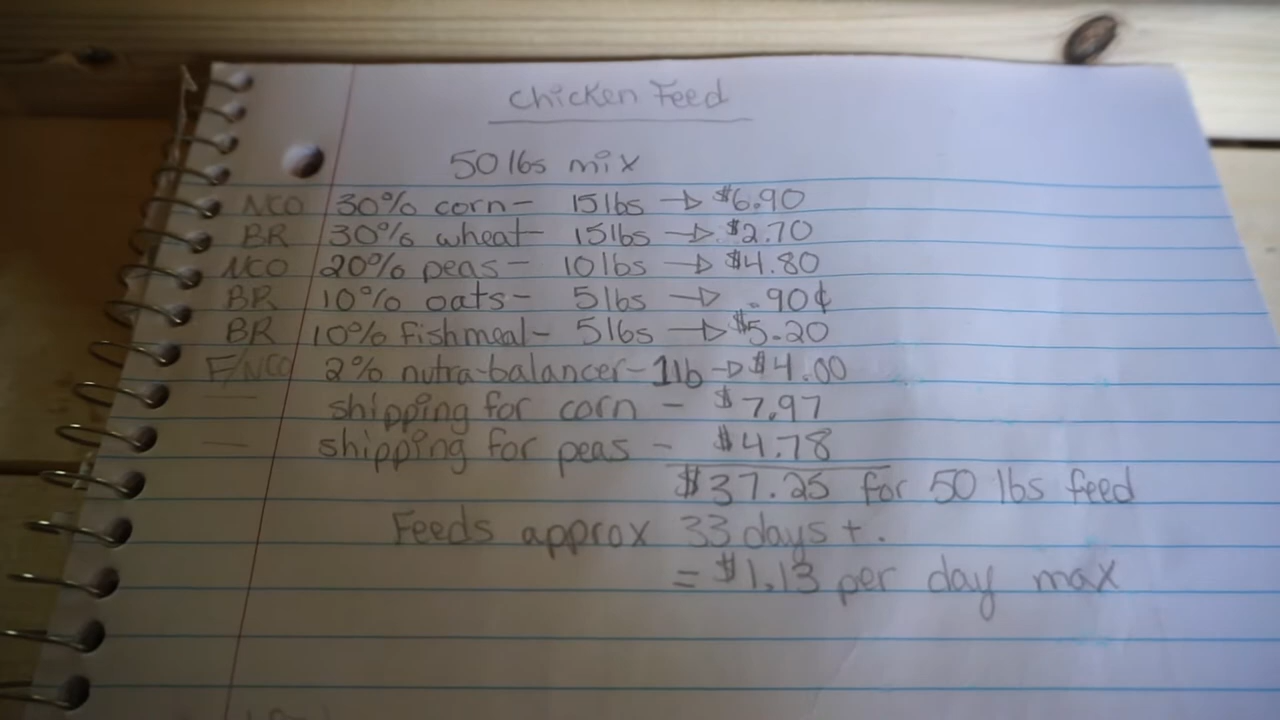 chicken Feed
50 lbs mix
NCO 30% corn- 15lbs → $6.90
BR 30% wheat- 15lbs → $2.70
NCO 20% peas- 10lbs → $4.80
BR 10% oats- 5lbs → .90¢
BR 10% fishmeal- 5lbs → $5.20
F/NCO 2% nutra-balancer- 1lb → $4.00
— shipping for corn - $7.97
— shipping for peas - $4.78
$37.25 for 50 lbs feed
Feeds approx 33 days +.
= $1.13 per day max